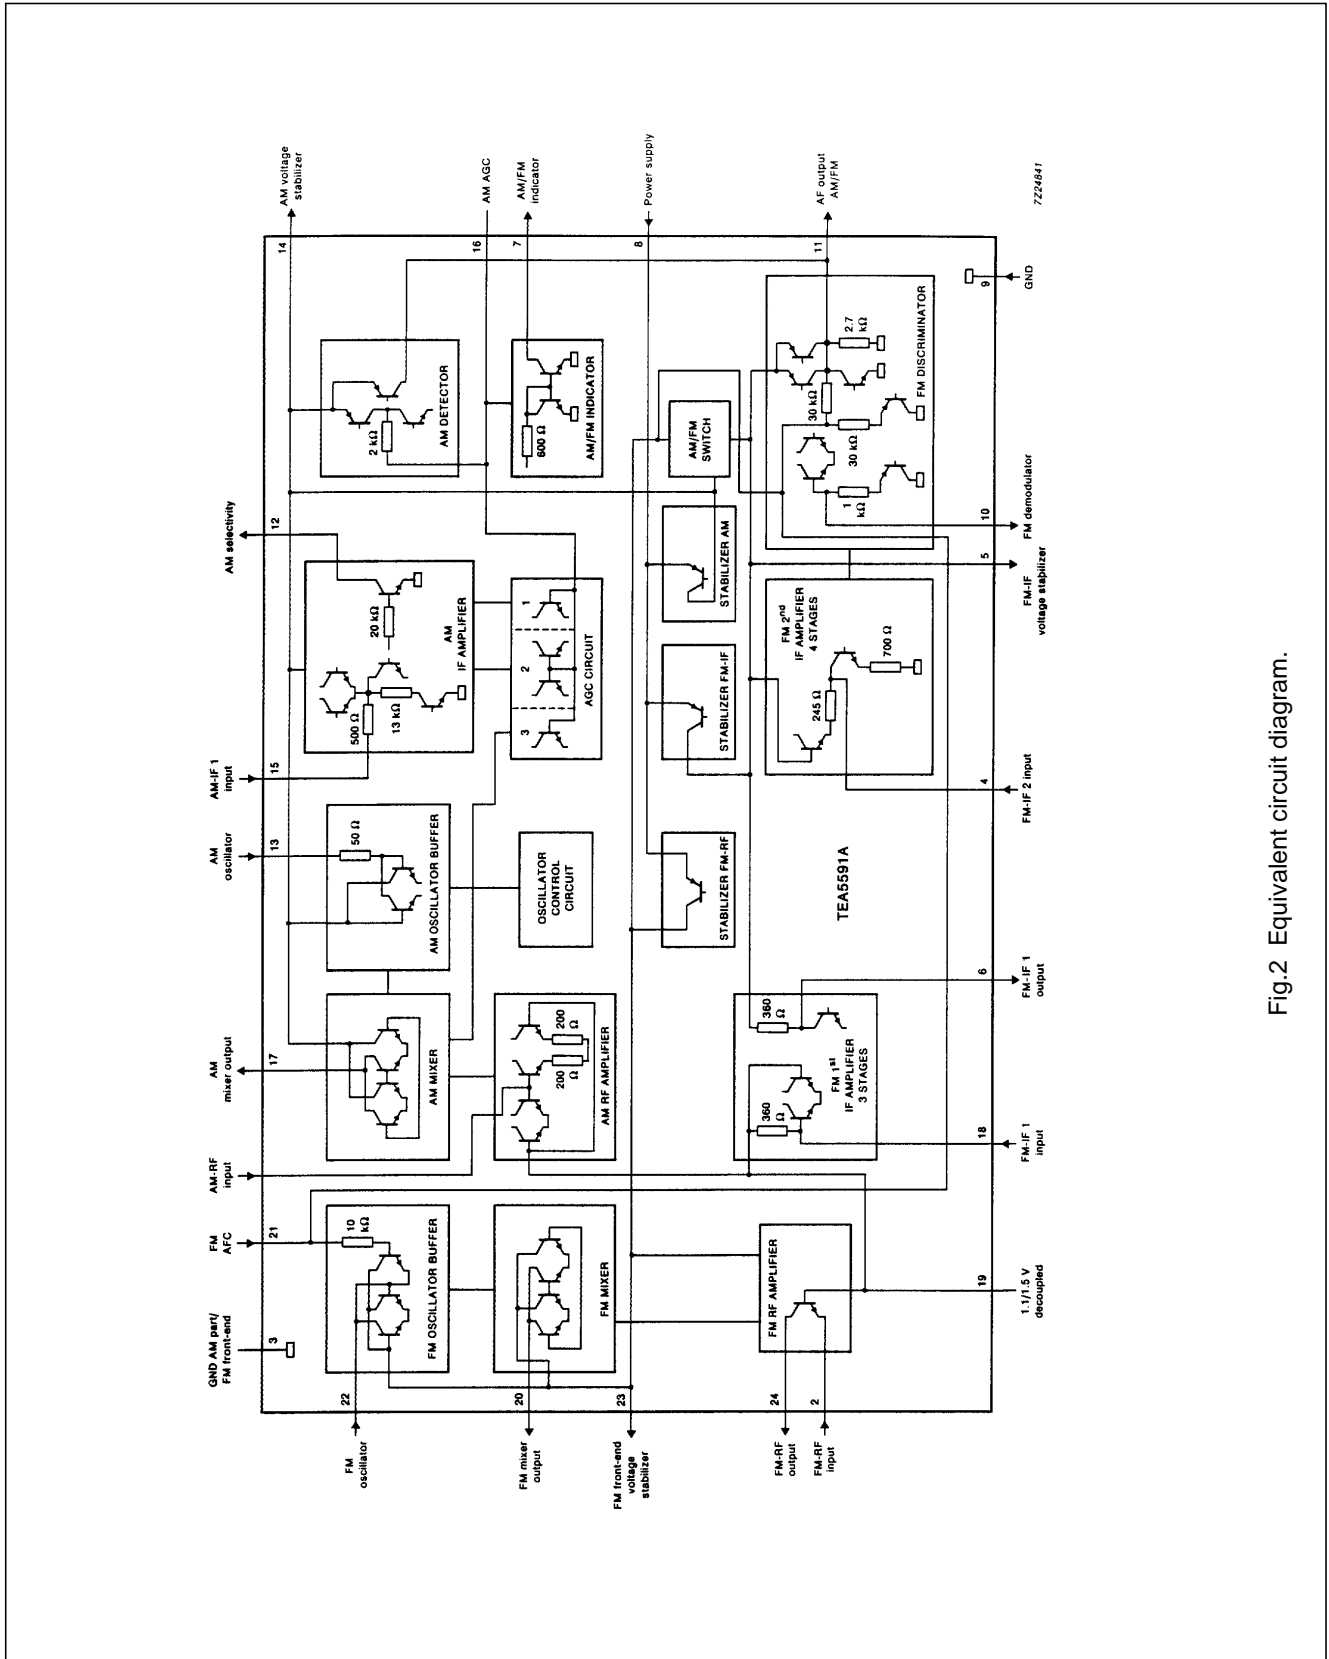 GND AM part/
FM front-end
3
FM
AFC
21
AM-RF
input
AM
mixer output
17
AM
oscillator
13
AM-IF 1
input
15
AM selectivity
12
FM
oscillator
22
10
kΩ
FM OSCILLATOR BUFFER
AM MIXER
50 Ω
AM OSCILLATOR BUFFER
500 Ω
13 kΩ
20 kΩ
AM
IF AMPLIFIER
2 kΩ
AM DETECTOR
14
AM voltage
stabilizer
16
AM AGC
FM mixer
output
20
FM MIXER
200
Ω
200
Ω
AM RF AMPLIFIER
OSCILLATOR
CONTROL
CIRCUIT
3
2
1
AGC CIRCUIT
600 Ω
AM/FM INDICATOR
7
AM/FM
indicator
FM front-end
voltage
stabilizer
23
STABILIZER FM-RF
STABILIZER FM-IF
STABILIZER AM
AM/FM
SWITCH
8
Power supply
FM-RF
output
24
FM-RF
input
2
FM RF AMPLIFIER
360
Ω
360
Ω
FM 1st
IF AMPLIFIER
3 STAGES
TEA5591A
FM 2nd
IF AMPLIFIER
4 STAGES
245 Ω
700 Ω
1
kΩ
30 kΩ
30 kΩ
2.7
kΩ
FM DISCRIMINATOR
11
AF output
AM/FM
19
1.1/1.5 V
decoupled
18
FM-IF 1
input
6
FM-IF 1
output
4
FM-IF 2 input
5
FM-IF
voltage stabilizer
10
FM demodulator
9
GND
7Z24841
Fig.2 Equivalent circuit diagram.